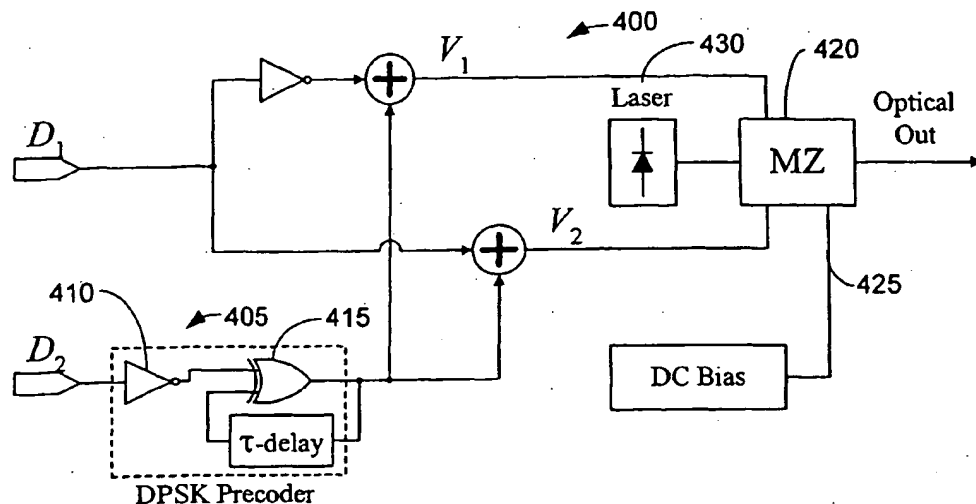 400
430
420
V1
Laser
Optical
Out
D1
MZ
V2
425
410
405
415
D2
DC Bias
τ-delay
DPSK Precoder